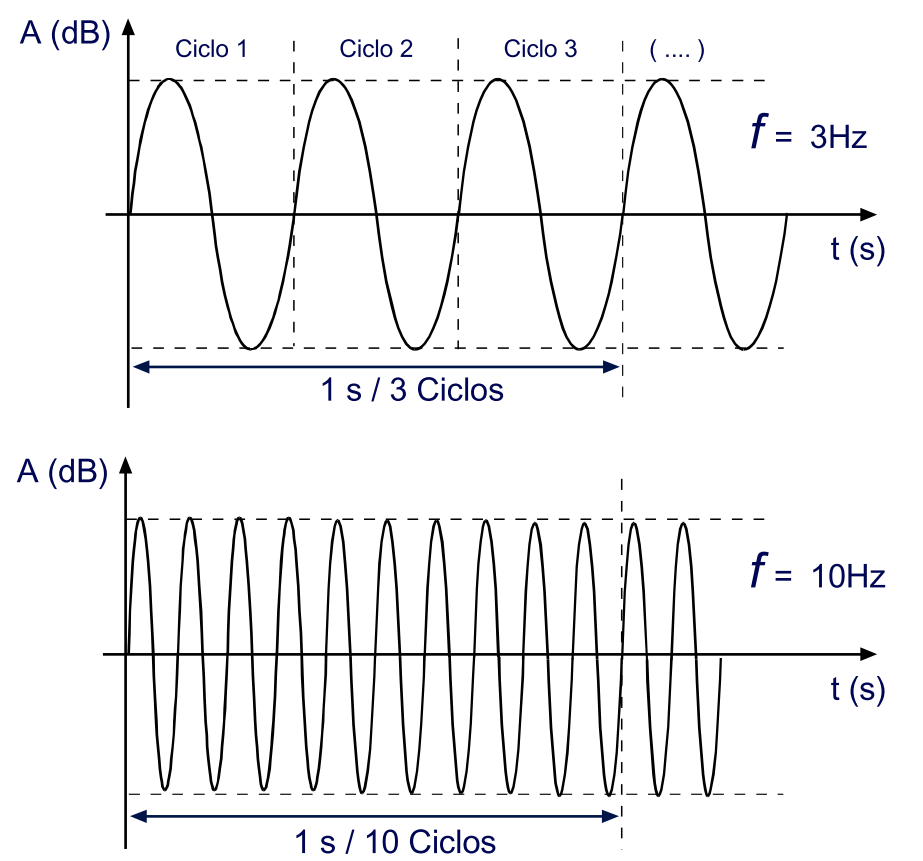 A (dB)
Ciclo 1 Ciclo 2 Ciclo 3 ( .... )
f = 3Hz
t (s)
1 s / 3 Ciclos
A (dB)
f = 10Hz
t (s)
1 s / 10 Ciclos